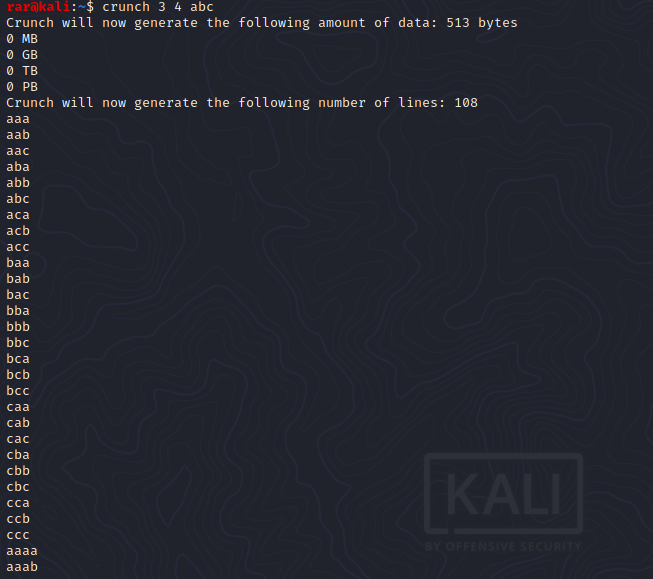 rar@kali:~$ crunch 3 4 abc
Crunch will now generate the following amount of data: 513 bytes
0 MB
0 GB
0 TB
0 PB
Crunch will now generate the following number of lines: 108
aaa
aab
aac
aba
abb
abc
aca
acb
acc
baa
bab
bac
bba
bbb
bbc
bca
bcb
bcc
caa
cab
cac
cba
cbb
cbc
cca
ccb
ccc
aaaa
aaab
KALI
BY OFFENSIVE SECURITY